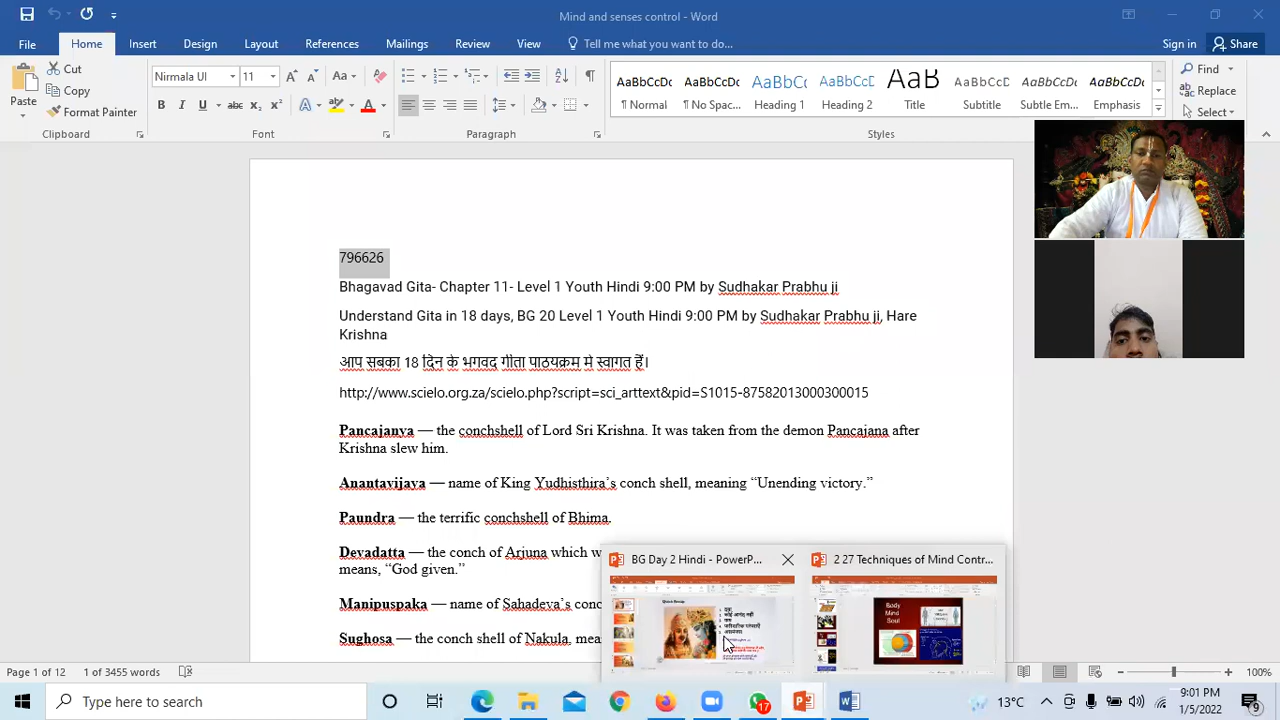 Mind and senses control - Word
File Home Insert Design Layout References Mailings Review View Tell me what you want to do... Sign in Share
Paste Cut Copy Format Painter
Nirmala UI 11
AaBbCcDc AaBbCcDc AaBbCc AaBbCcD AaB AaBbCcD AaBbCcDc AaBbCcDc
¶ Normal ¶ No Spac... Heading 1 Heading 2 Title Subtitle Subtle Em... Emphasis
Find Replace Select
Clipboard Font Paragraph Styles
796626
Bhagavad Gita- Chapter 11- Level 1 Youth Hindi 9:00 PM by Sudhakar Prabhu ji
Understand Gita in 18 days, BG 20 Level 1 Youth Hindi 9:00 PM by Sudhakar Prabhu ji, Hare
Krishna
आप सबका 18 दिन के भगवद गीता पाठयक्रम मे स्वागत हें।
http://www.scielo.org.za/scielo.php?script=sci_arttext&pid=S1015-87582013000300015
Pancajanya — the conchshell of Lord Sri Krishna. It was taken from the demon Pancajana after
Krishna slew him.
Anantavijaya — name of King Yudhisthira’s conch shell, meaning “Unending victory.”
Paundra — the terrific conchshell of Bhima.
Devadatta — the conch of Arjuna which w
means, “God given.”
Manipuspaka — name of Sahadeva’s conc
Sughosa — the conch shell of Nakula, mea
BG Day 2 Hindi - PowerP...
2 27 Techniques of Mind Contr...
Body
Mind
Soul
Page 1 of 12 1 of 3455 words 100%
Type here to search
17
13°C
9:01 PM
1/5/2022
9